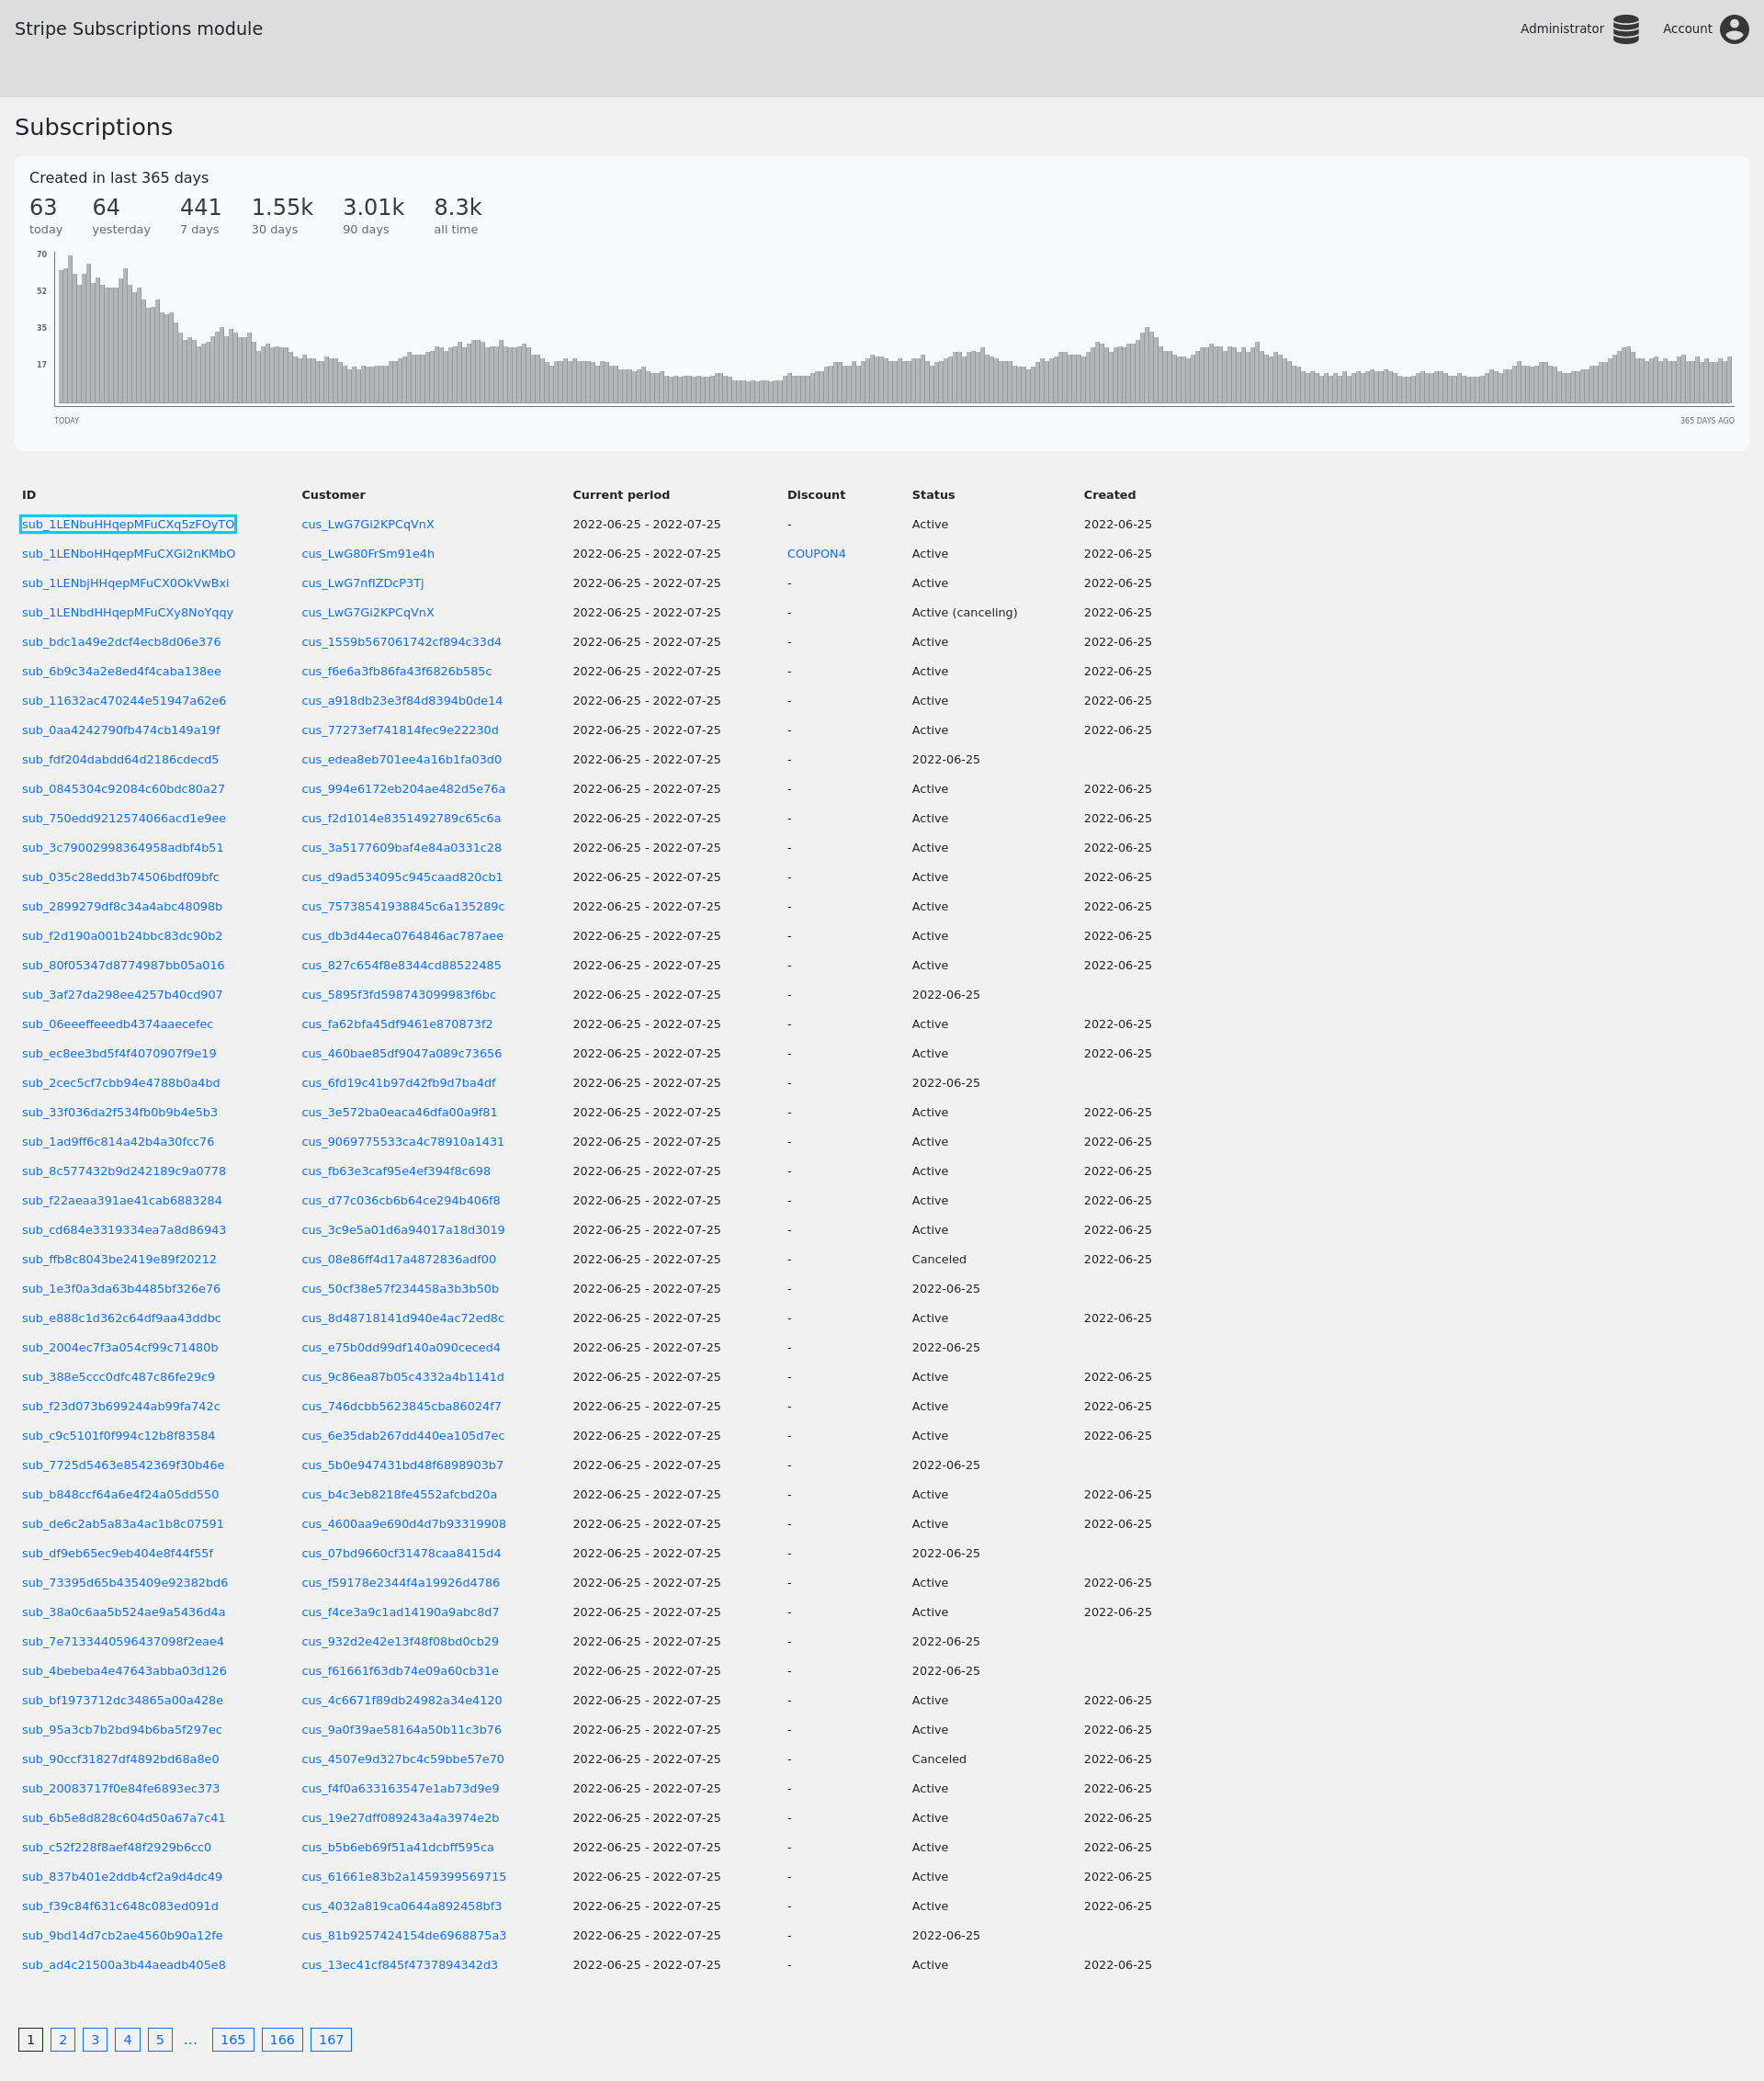 Stripe Subscriptions module Administrator Account
Subscriptions
Created in last 365 days
63 64 441 1.55k 3.01k 8.3k
today yesterday 7 days 30 days 90 days all time
70
52
35
17
TODAY 365 DAYS AGO
ID Customer Current period Discount Status Created
sub_1LENbuHHqepMFuCXq5zFOyTO cus_LwG7Gi2KPCqVnX 2022-06-25 - 2022-07-25 - Active 2022-06-25
sub_1LENboHHqepMFuCXGi2nKMbO cus_LwG80FrSm91e4h 2022-06-25 - 2022-07-25 COUPON4 Active 2022-06-25
sub_1LENbJHHqepMFuCX0OkVwBxi cus_LwG7nfIZDcP3Tj 2022-06-25 - 2022-07-25 - Active 2022-06-25
sub_1LENbdHHqepMFuCXy8NoYqqy cus_LwG7Gi2KPCqVnX 2022-06-25 - 2022-07-25 - Active (canceling) 2022-06-25
sub_bdc1a49e2dcf4ecb8d06e376 cus_1559b567061742cf894c33d4 2022-06-25 - 2022-07-25 - Active 2022-06-25
sub_6b9c34a2e8ed4f4caba138ee cus_f6e6a3fb86fa43f6826b585c 2022-06-25 - 2022-07-25 - Active 2022-06-25
sub_11632ac470244e51947a62e6 cus_a918db23e3f84d8394b0de14 2022-06-25 - 2022-07-25 - Active 2022-06-25
sub_0aa4242790fb474cb149a19f cus_77273ef741814fec9e22230d 2022-06-25 - 2022-07-25 - Active 2022-06-25
sub_fdf204dabdd64d2186cdecd5 cus_edea8eb701ee4a16b1fa03d0 2022-06-25 - 2022-07-25 - 2022-06-25
sub_0845304c92084c60bdc80a27 cus_994e6172eb204ae482d5e76a 2022-06-25 - 2022-07-25 - Active 2022-06-25
sub_750edd9212574066acd1e9ee cus_f2d1014e8351492789c65c6a 2022-06-25 - 2022-07-25 - Active 2022-06-25
sub_3c79002998364958adbf4b51 cus_3a5177609baf4e84a0331c28 2022-06-25 - 2022-07-25 - Active 2022-06-25
sub_035c28edd3b74506bdf09bfc cus_d9ad534095c945caad820cb1 2022-06-25 - 2022-07-25 - Active 2022-06-25
sub_2899279df8c34a4abc48098b cus_75738541938845c6a135289c 2022-06-25 - 2022-07-25 - Active 2022-06-25
sub_f2d190a001b24bbc83dc90b2 cus_db3d44eca0764846ac787aee 2022-06-25 - 2022-07-25 - Active 2022-06-25
sub_80f05347d8774987bb05a016 cus_827c654f8e8344cd88522485 2022-06-25 - 2022-07-25 - Active 2022-06-25
sub_3af27da298ee4257b40cd907 cus_5895f3fd598743099983f6bc 2022-06-25 - 2022-07-25 - 2022-06-25
sub_06eeeffeeedb4374aaecefec cus_fa62bfa45df9461e870873f2 2022-06-25 - 2022-07-25 - Active 2022-06-25
sub_ec8ee3bd5f4f4070907f9e19 cus_460bae85df9047a089c73656 2022-06-25 - 2022-07-25 - Active 2022-06-25
sub_2cec5cf7cbb94e4788b0a4bd cus_6fd19c41b97d42fb9d7ba4df 2022-06-25 - 2022-07-25 - 2022-06-25
sub_33f036da2f534fb0b9b4e5b3 cus_3e572ba0eaca46dfa00a9f81 2022-06-25 - 2022-07-25 - Active 2022-06-25
sub_1ad9ff6c814a42b4a30fcc76 cus_9069775533ca4c78910a1431 2022-06-25 - 2022-07-25 - Active 2022-06-25
sub_8c577432b9d242189c9a0778 cus_fb63e3caf95e4ef394f8c698 2022-06-25 - 2022-07-25 - Active 2022-06-25
sub_f22aeaa391ae41cab6883284 cus_d77c036cb6b64ce294b406f8 2022-06-25 - 2022-07-25 - Active 2022-06-25
sub_cd684e3319334ea7a8d86943 cus_3c9e5a01d6a94017a18d3019 2022-06-25 - 2022-07-25 - Active 2022-06-25
sub_ffb8c8043be2419e89f20212 cus_08e86ff4d17a4872836adf00 2022-06-25 - 2022-07-25 - Canceled 2022-06-25
sub_1e3f0a3da63b4485bf326e76 cus_50cf38e57f234458a3b3b50b 2022-06-25 - 2022-07-25 - 2022-06-25
sub_e888c1d362c64df9aa43ddbc cus_8d48718141d940e4ac72ed8c 2022-06-25 - 2022-07-25 - Active 2022-06-25
sub_2004ec7f3a054cf99c71480b cus_e75b0dd99df140a090ceced4 2022-06-25 - 2022-07-25 - 2022-06-25
sub_388e5ccc0dfc487c86fe29c9 cus_9c86ea87b05c4332a4b1141d 2022-06-25 - 2022-07-25 - Active 2022-06-25
sub_f23d073b699244ab99fa742c cus_746dcbb5623845cba86024f7 2022-06-25 - 2022-07-25 - Active 2022-06-25
sub_c9c5101f0f994c12b8f83584 cus_6e35dab267dd440ea105d7ec 2022-06-25 - 2022-07-25 - Active 2022-06-25
sub_7725d5463e8542369f30b46e cus_5b0e947431bd48f6898903b7 2022-06-25 - 2022-07-25 - 2022-06-25
sub_b848ccf64a6e4f24a05dd550 cus_b4c3eb8218fe4552afcbd20a 2022-06-25 - 2022-07-25 - Active 2022-06-25
sub_de6c2ab5a83a4ac1b8c07591 cus_4600aa9e690d4d7b93319908 2022-06-25 - 2022-07-25 - Active 2022-06-25
sub_df9eb65ec9eb404e8f44f55f cus_07bd9660cf31478caa8415d4 2022-06-25 - 2022-07-25 - 2022-06-25
sub_73395d65b435409e92382bd6 cus_f59178e2344f4a19926d4786 2022-06-25 - 2022-07-25 - Active 2022-06-25
sub_38a0c6aa5b524ae9a5436d4a cus_f4ce3a9c1ad14190a9abc8d7 2022-06-25 - 2022-07-25 - Active 2022-06-25
sub_7e7133440596437098f2eae4 cus_932d2e42e13f48f08bd0cb29 2022-06-25 - 2022-07-25 - 2022-06-25
sub_4bebeba4e47643abba03d126 cus_f61661f63db74e09a60cb31e 2022-06-25 - 2022-07-25 - 2022-06-25
sub_bf1973712dc34865a00a428e cus_4c6671f89db24982a34e4120 2022-06-25 - 2022-07-25 - Active 2022-06-25
sub_95a3cb7b2bd94b6ba5f297ec cus_9a0f39ae58164a50b11c3b76 2022-06-25 - 2022-07-25 - Active 2022-06-25
sub_90ccf31827df4892bd68a8e0 cus_4507e9d327bc4c59bbe57e70 2022-06-25 - 2022-07-25 - Canceled 2022-06-25
sub_20083717f0e84fe6893ec373 cus_f4f0a633163547e1ab73d9e9 2022-06-25 - 2022-07-25 - Active 2022-06-25
sub_6b5e8d828c604d50a67a7c41 cus_19e27dff089243a4a3974e2b 2022-06-25 - 2022-07-25 - Active 2022-06-25
sub_c52f228f8aef48f2929b6cc0 cus_b5b6eb69f51a41dcbff595ca 2022-06-25 - 2022-07-25 - Active 2022-06-25
sub_837b401e2ddb4cf2a9d4dc49 cus_61661e83b2a1459399569715 2022-06-25 - 2022-07-25 - Active 2022-06-25
sub_f39c84f631c648c083ed091d cus_4032a819ca0644a892458bf3 2022-06-25 - 2022-07-25 - Active 2022-06-25
sub_9bd14d7cb2ae4560b90a12fe cus_81b9257424154de6968875a3 2022-06-25 - 2022-07-25 - 2022-06-25
sub_ad4c21500a3b44aeadb405e8 cus_13ec41cf845f4737894342d3 2022-06-25 - 2022-07-25 - Active 2022-06-25
1 2 3 4 5 ... 165 166 167